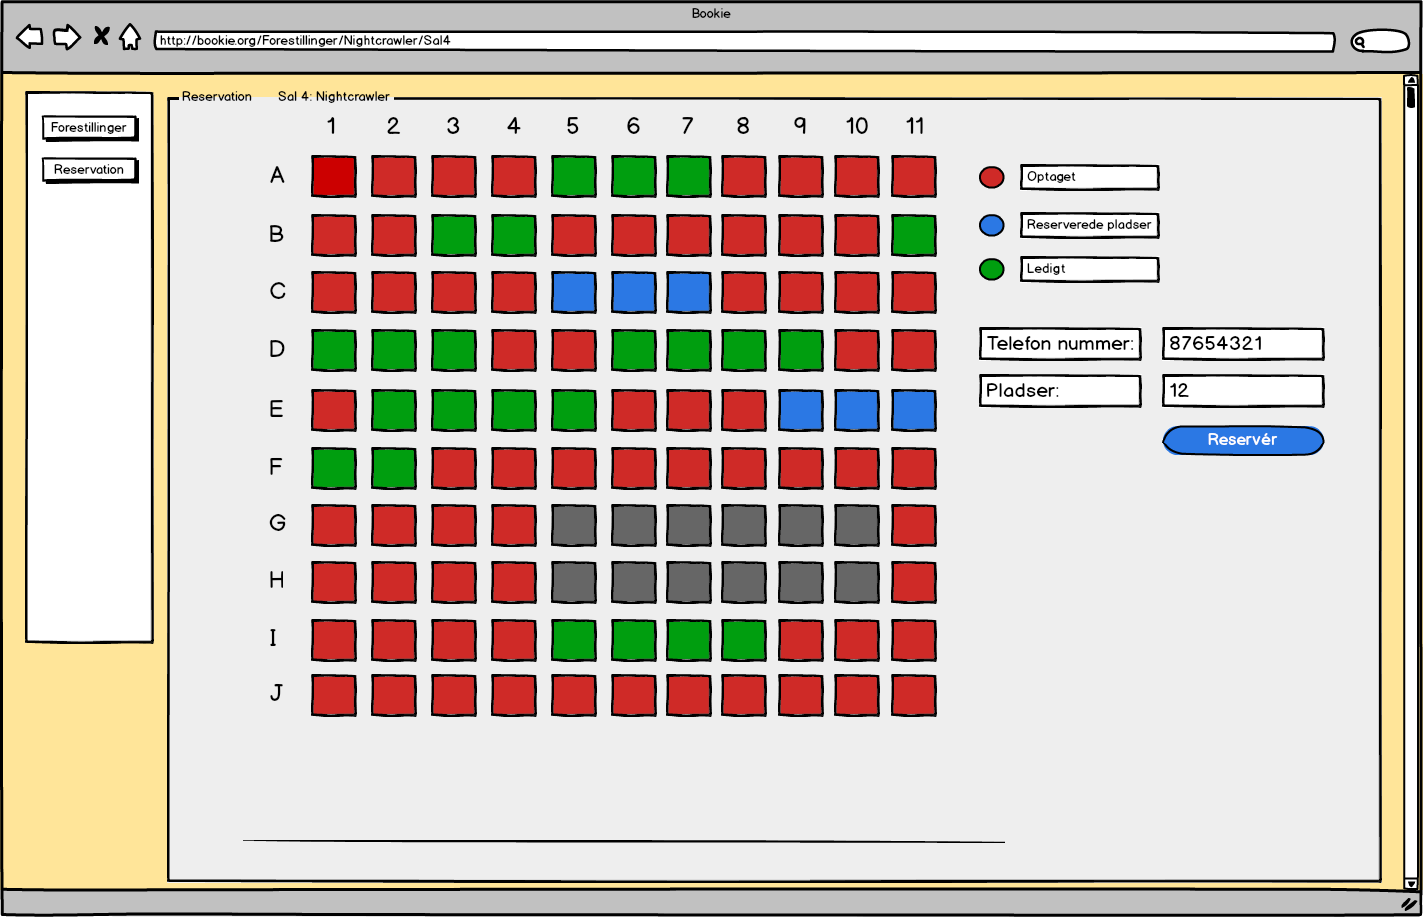 Bookie
http://bookie.org/Forestillinger/Nightcrawler/Sal4
Forestillinger
Reservation
Reservation Sal 4: Nightcrawler
1 2 3 4 5 6 7 8 9 10 11
A
B
C
D
E
F
G
H
I
J
Optaget
Reserverede pladser
Ledigt
Telefon nummer: 87654321
Pladser: 12
Reservér